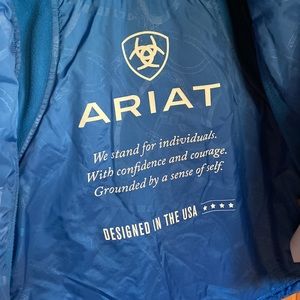 ARIAT
We stand for individuals.
With confidence and courage.
Grounded by a sense of self.
DESIGNED IN THE USA ★★★★